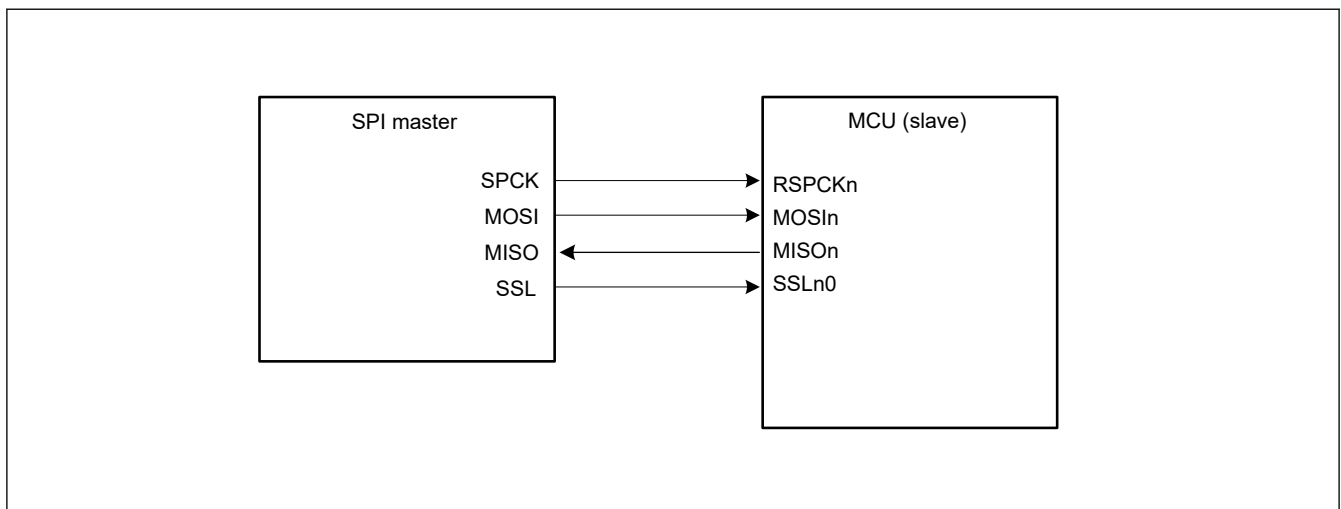 SPI master
SPCK
MOSI
MISO
SSL
MCU (slave)
RSPCKn
MOSIn
MISOn
SSLn0